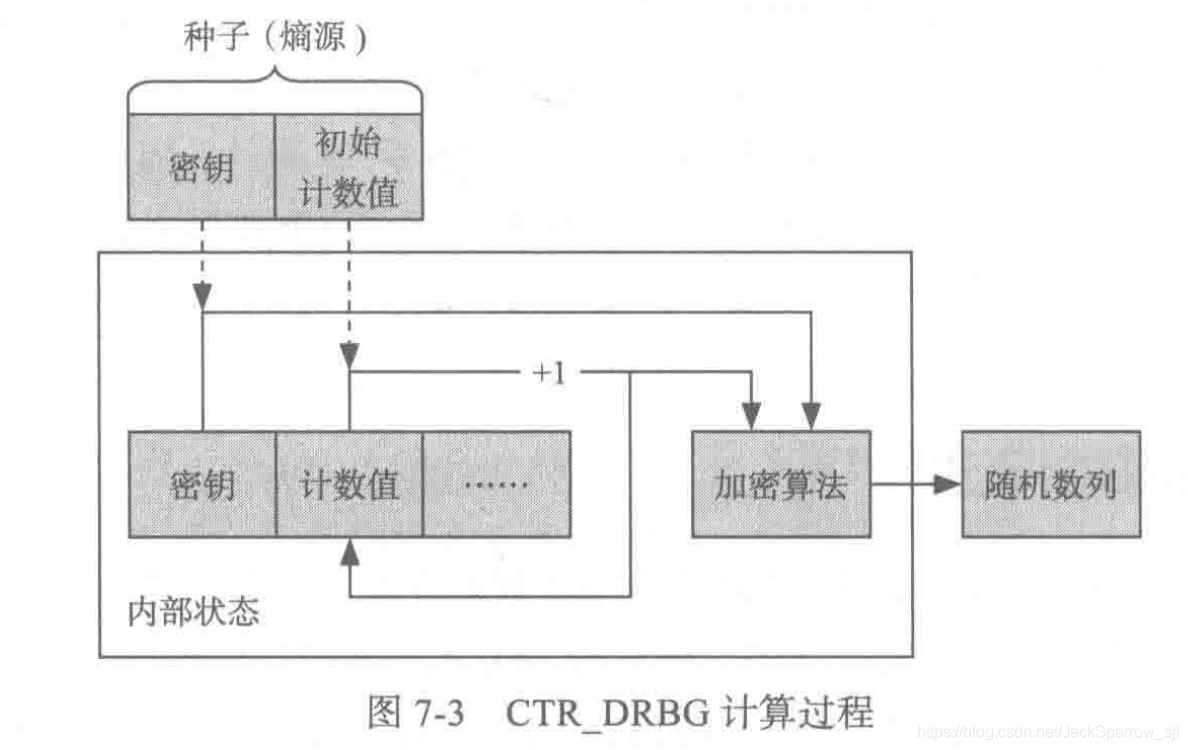 种子（熵源）
密钥
初始
计数值
+1
密钥
计数值
……
加密算法
随机数列
内部状态
图 7-3 CTR_DRBG 计算过程
https://blog.csdn.net/JackSparrow_sjl